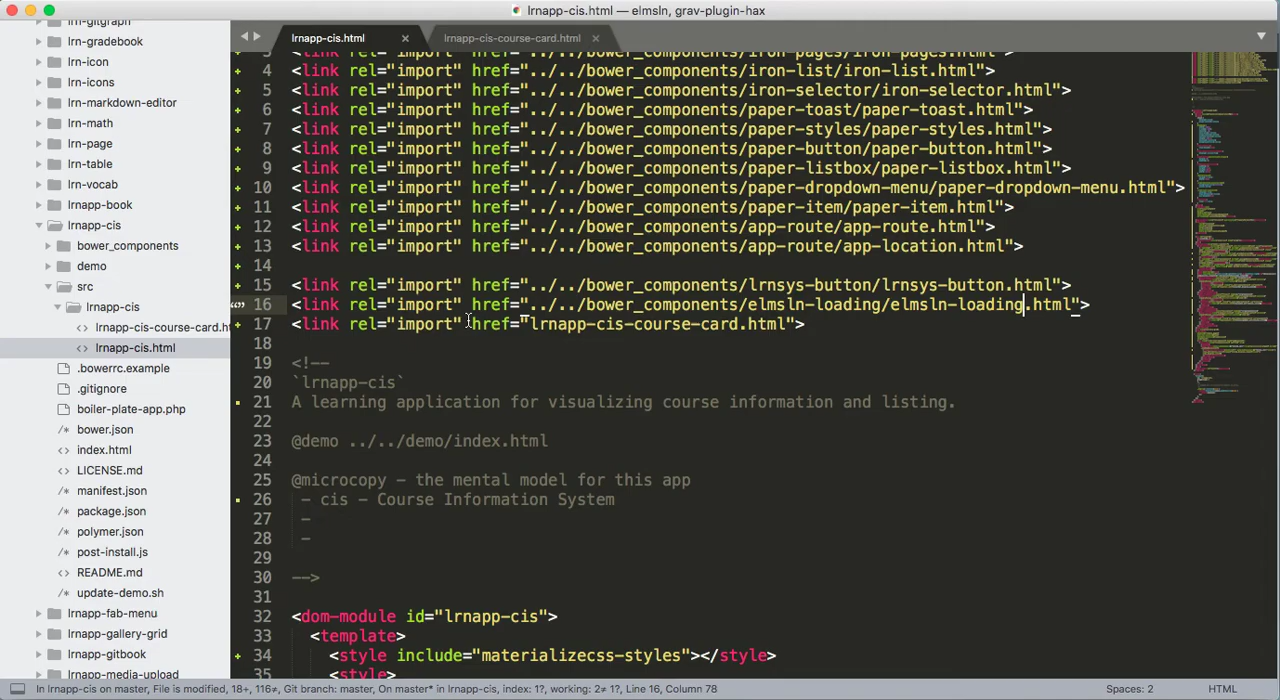 lrnapp-cis.html — elmsln, grav-plugin-hax
lrn-gitgraph
lrn-gradebook
lrn-icon
lrn-icons
lrn-markdown-editor
lrn-math
lrn-page
lrn-table
lrn-vocab
lrnapp-book
lrnapp-cis
bower_components
demo
src
lrnapp-cis
<> lrnapp-cis-course-card.ht
<> lrnapp-cis.html
.bowerrc.example
.gitignore
boiler-plate-app.php
/* bower.json
<> index.html
LICENSE.md
/* manifest.json
/* package.json
/* polymer.json
/* post-install.js
<> README.md
/* update-demo.sh
lrnapp-fab-menu
lrnapp-gallery-grid
lrnapp-gitbook
lrnapp-media-upload
lrnapp-cis.html ×
lrnapp-cis-course-card.html ×
3 <link rel="import" href="../../bower_components/iron-pages/iron-pages.html">
4 <link rel="import" href="../../bower_components/iron-list/iron-list.html">
5 <link rel="import" href="../../bower_components/iron-selector/iron-selector.html">
6 <link rel="import" href="../../bower_components/paper-toast/paper-toast.html">
7 <link rel="import" href="../../bower_components/paper-styles/paper-styles.html">
8 <link rel="import" href="../../bower_components/paper-button/paper-button.html">
9 <link rel="import" href="../../bower_components/paper-listbox/paper-listbox.html">
10 <link rel="import" href="../../bower_components/paper-dropdown-menu/paper-dropdown-menu.html">
11 <link rel="import" href="../../bower_components/paper-item/paper-item.html">
12 <link rel="import" href="../../bower_components/app-route/app-route.html">
13 <link rel="import" href="../../bower_components/app-route/app-location.html">
14
15 <link rel="import" href="../../bower_components/lrnsys-button/lrnsys-button.html">
16 <link rel="import" href="../../bower_components/elmsln-loading/elmsln-loading.html">
17 <link rel="import" href="lrnapp-cis-course-card.html">
18
19 <!--
20 `lrnapp-cis`
21 A learning application for visualizing course information and listing.
22
23 @demo ../../demo/index.html
24
25 @microcopy - the mental model for this app
26 - cis - Course Information System
27 -
28 -
29
30 -->
31
32 <dom-module id="lrnapp-cis">
33 <template>
34 <style include="materializecss-styles"></style>
35 <style>
In lrnapp-cis on master, File is modified, 18+, 116≠, Git branch: master, On master* in lrnapp-cis, index: 1?, working: 2≠ 1?, Line 16, Column 78
Spaces: 2
HTML